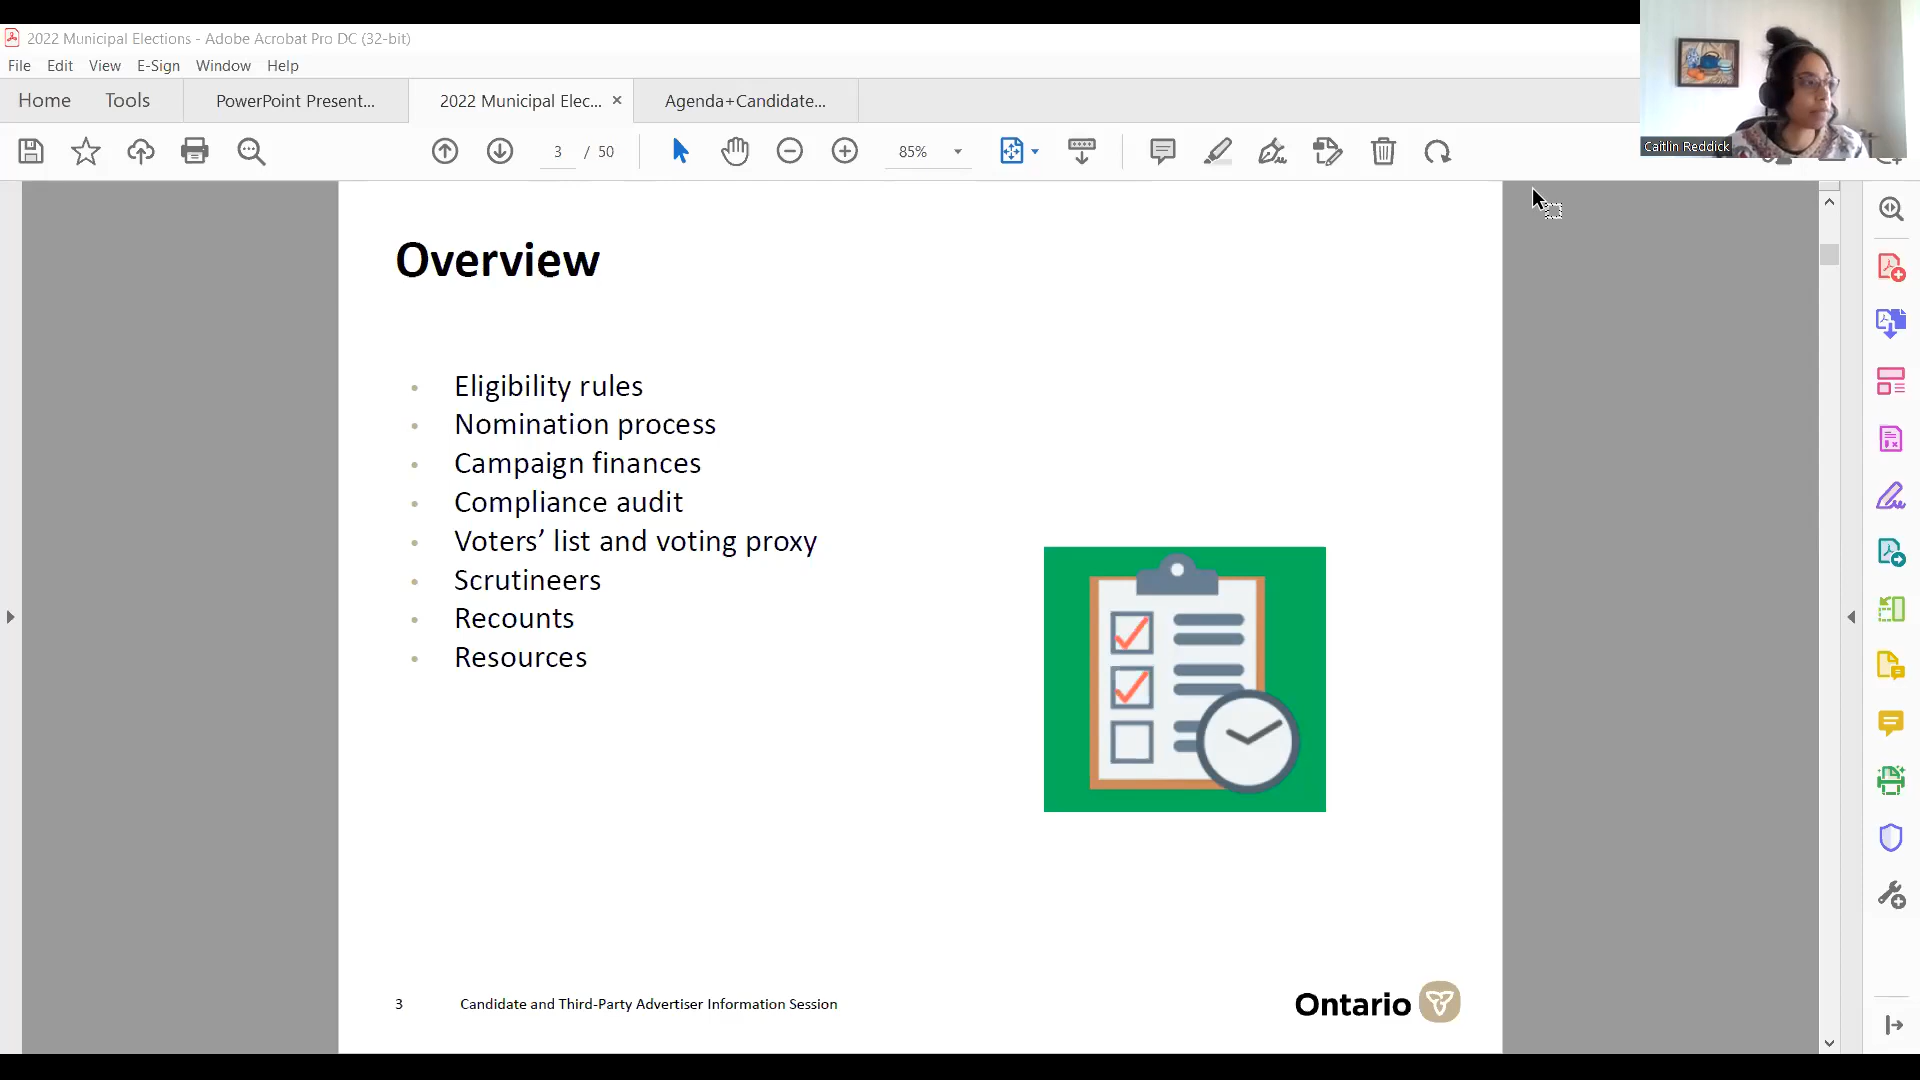 2022 Municipal Elections - Adobe Acrobat Pro DC (32-bit)
File Edit View E-Sign Window Help
Home Tools PowerPoint Present... 2022 Municipal Elec... × Agenda+Candidate...
3 / 50 85%
Caitlin Reddick
Overview
• Eligibility rules
• Nomination process
• Campaign finances
• Compliance audit
• Voters’ list and voting proxy
• Scrutineers
• Recounts
• Resources
3 Candidate and Third-Party Advertiser Information Session
Ontario